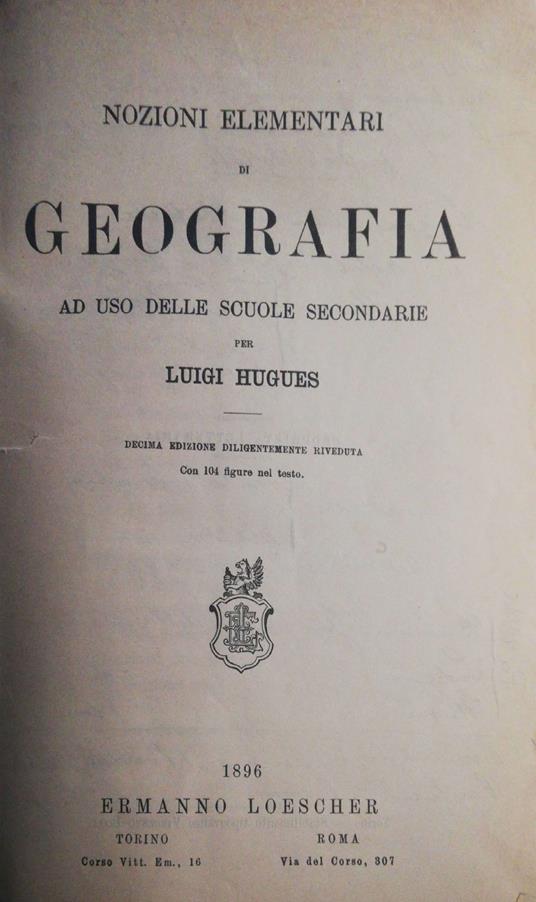 NOZIONI ELEMENTARI
DI
GEOGRAFIA
AD USO DELLE SCUOLE SECONDARIE
PER
LUIGI HUGUES
DECIMA EDIZIONE DILIGENTEMENTE RIVEDUTA
Con 104 figure nel testo.
1896
ERMANNO LOESCHER
TORINO ROMA
Corso Vitt. Em., 16 Via del Corso, 307